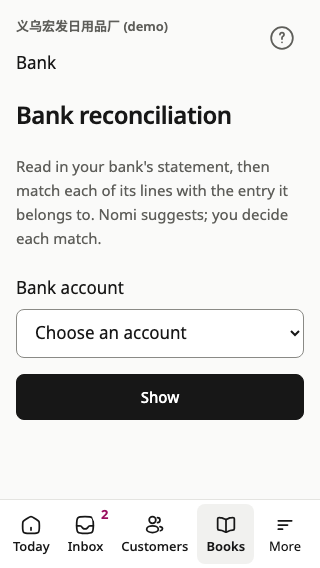 义乌宏发日用品厂 (demo)
Bank
Bank reconciliation
Read in your bank's statement, then
match each of its lines with the entry it
belongs to. Nomi suggests; you decide
each match.
Bank account
Choose an account
Show
2
Today Inbox Customers Books More